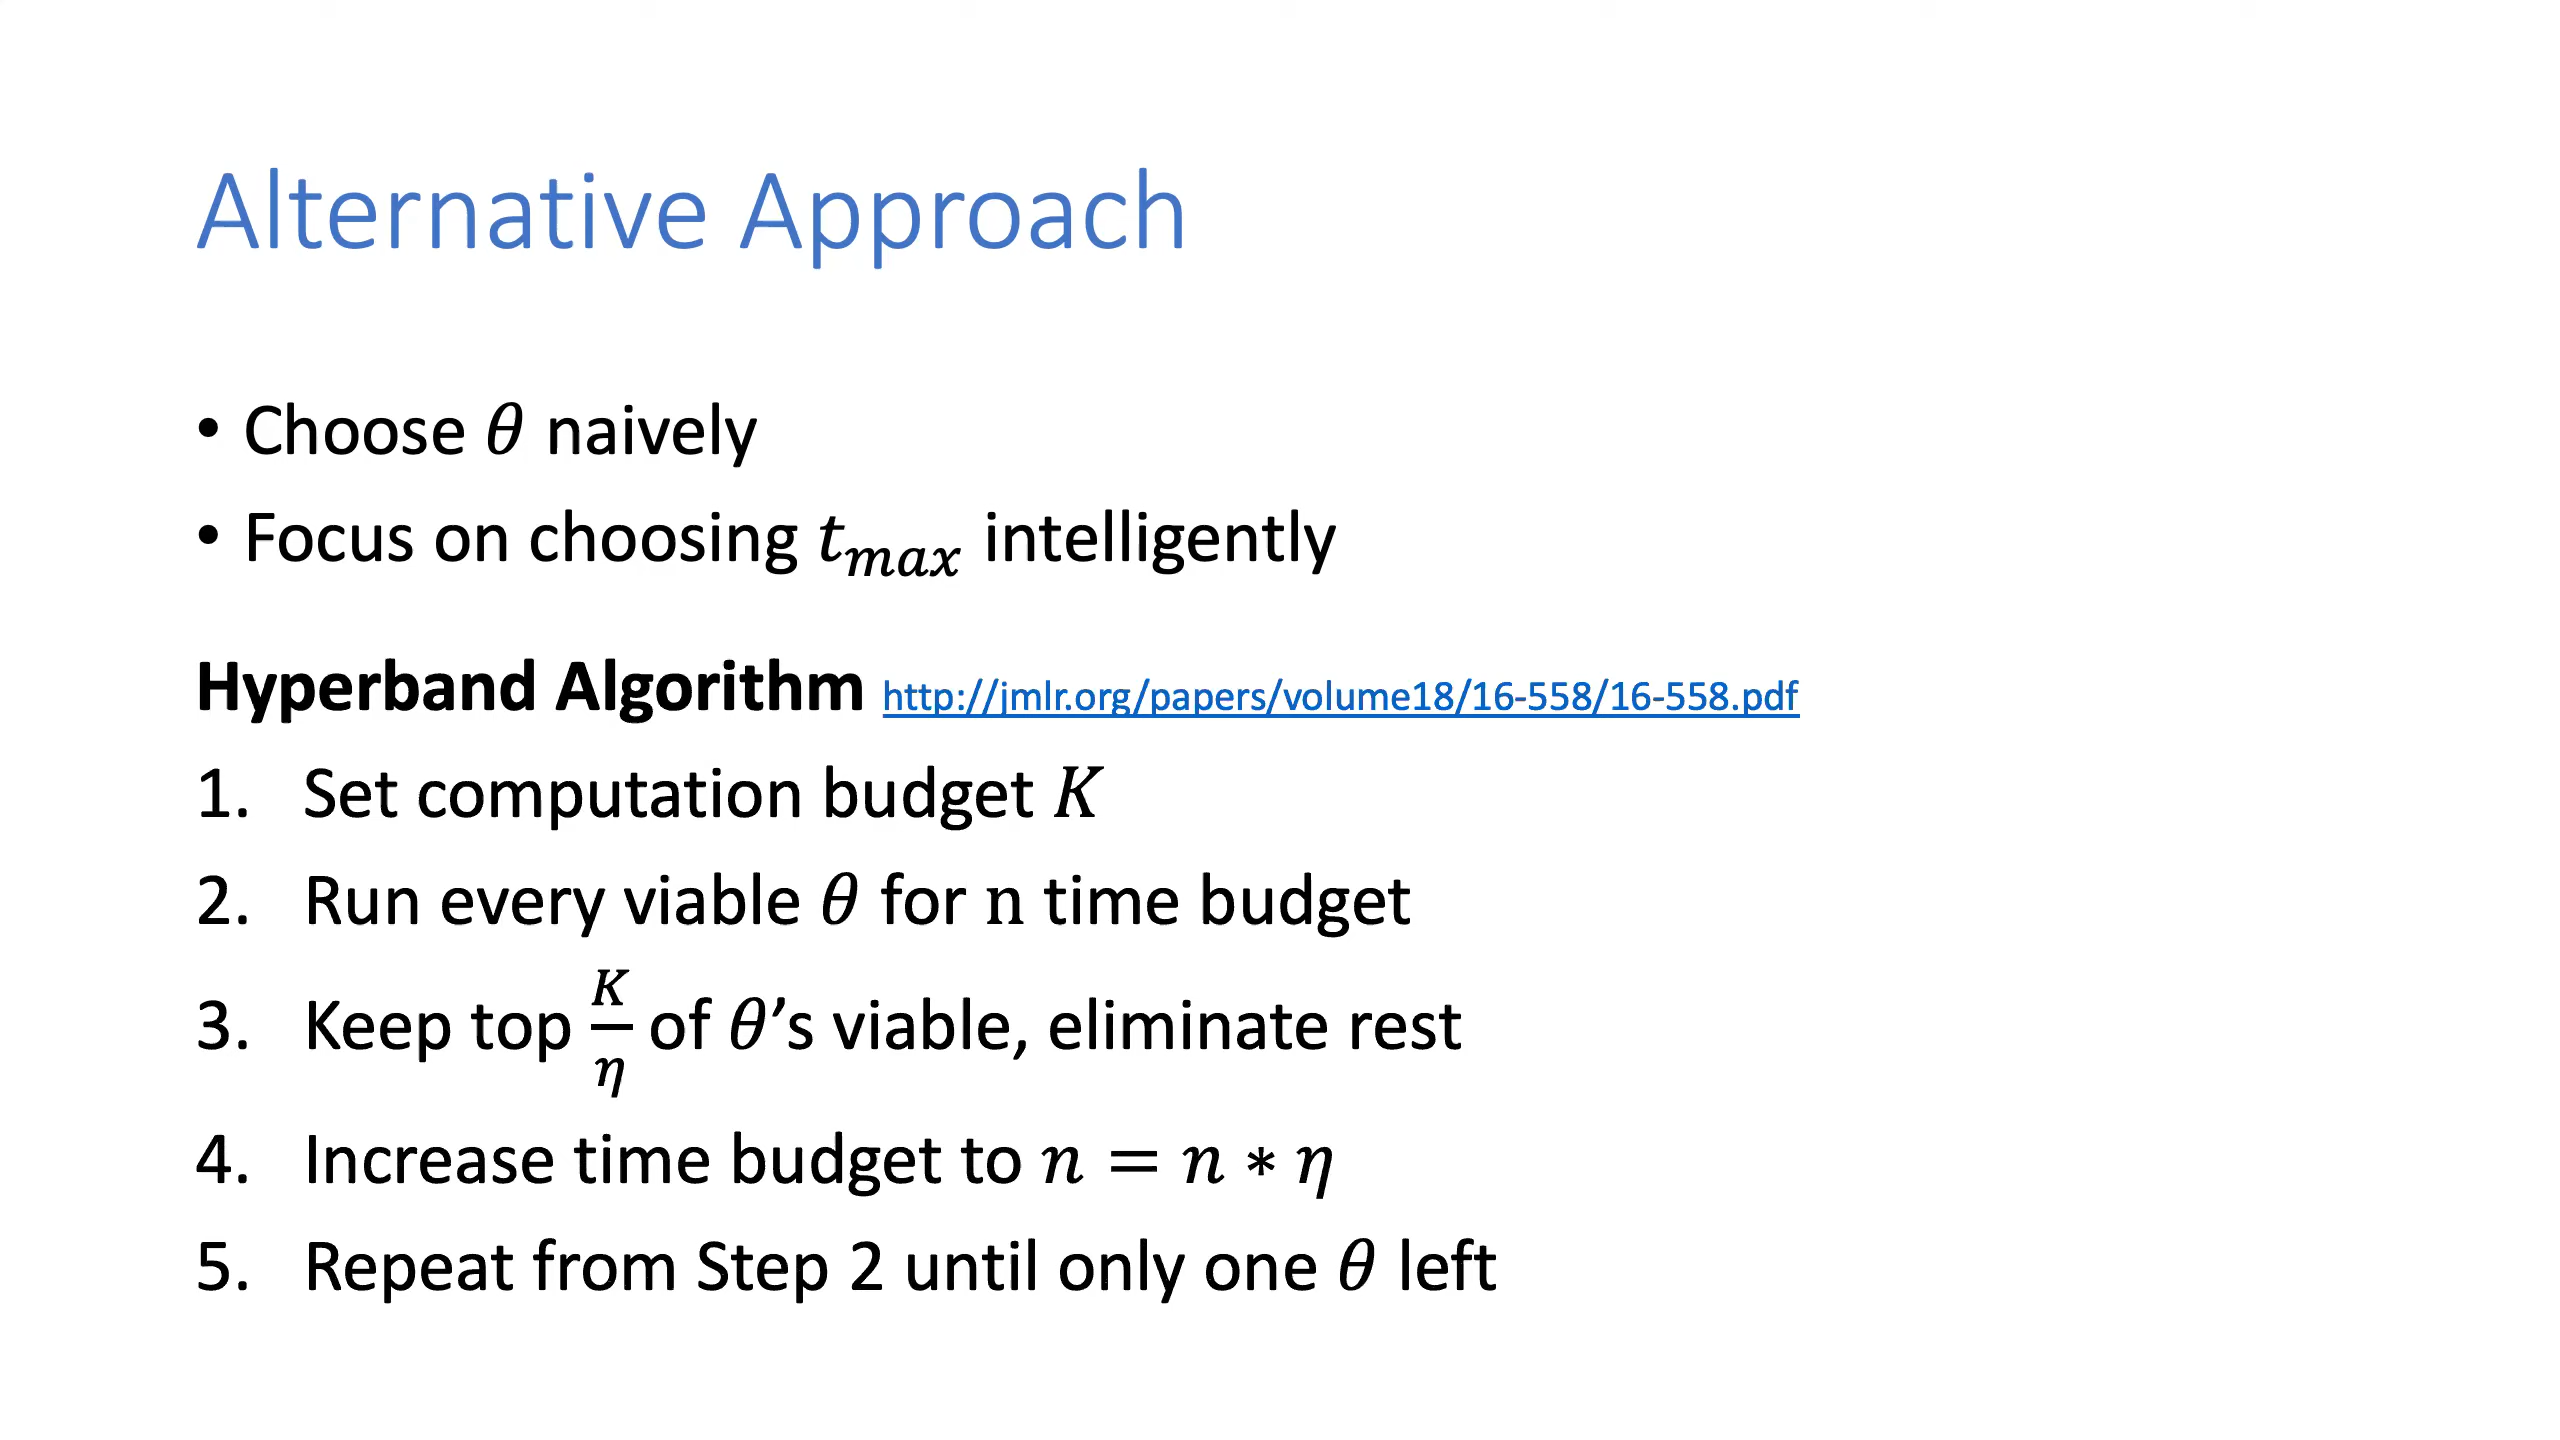 Alternative Approach
• Choose θ naively
• Focus on choosing t_max intelligently
Hyperband Algorithm http://jmlr.org/papers/volume18/16-558/16-558.pdf
1. Set computation budget K
2. Run every viable θ for n time budget
3. Keep top K/η of θ’s viable, eliminate rest
4. Increase time budget to n = n * η
5. Repeat from Step 2 until only one θ left